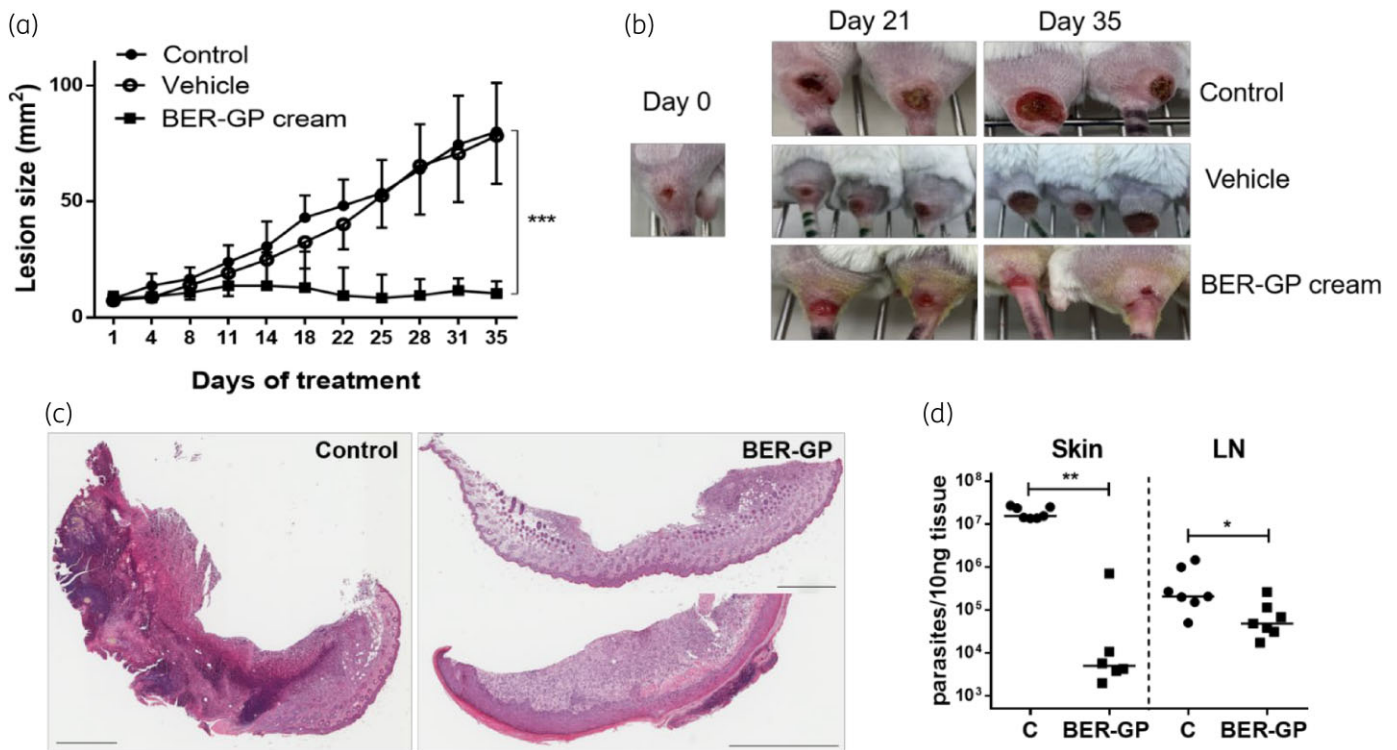 (a)
Control
Vehicle
BER-GP cream
Lesion size (mm²)
100
50
0
***
1 4 8 11 14 18 22 25 28 31 35
Days of treatment
(b)
Day 0
Day 21 Day 35
Control
Vehicle
BER-GP cream
(c)
Control
BER-GP
(d)
Skin LN
parasites/10ng tissue
10⁸
10⁷
10⁶
10⁵
10⁴
10³
**
*
C BER-GP C BER-GP